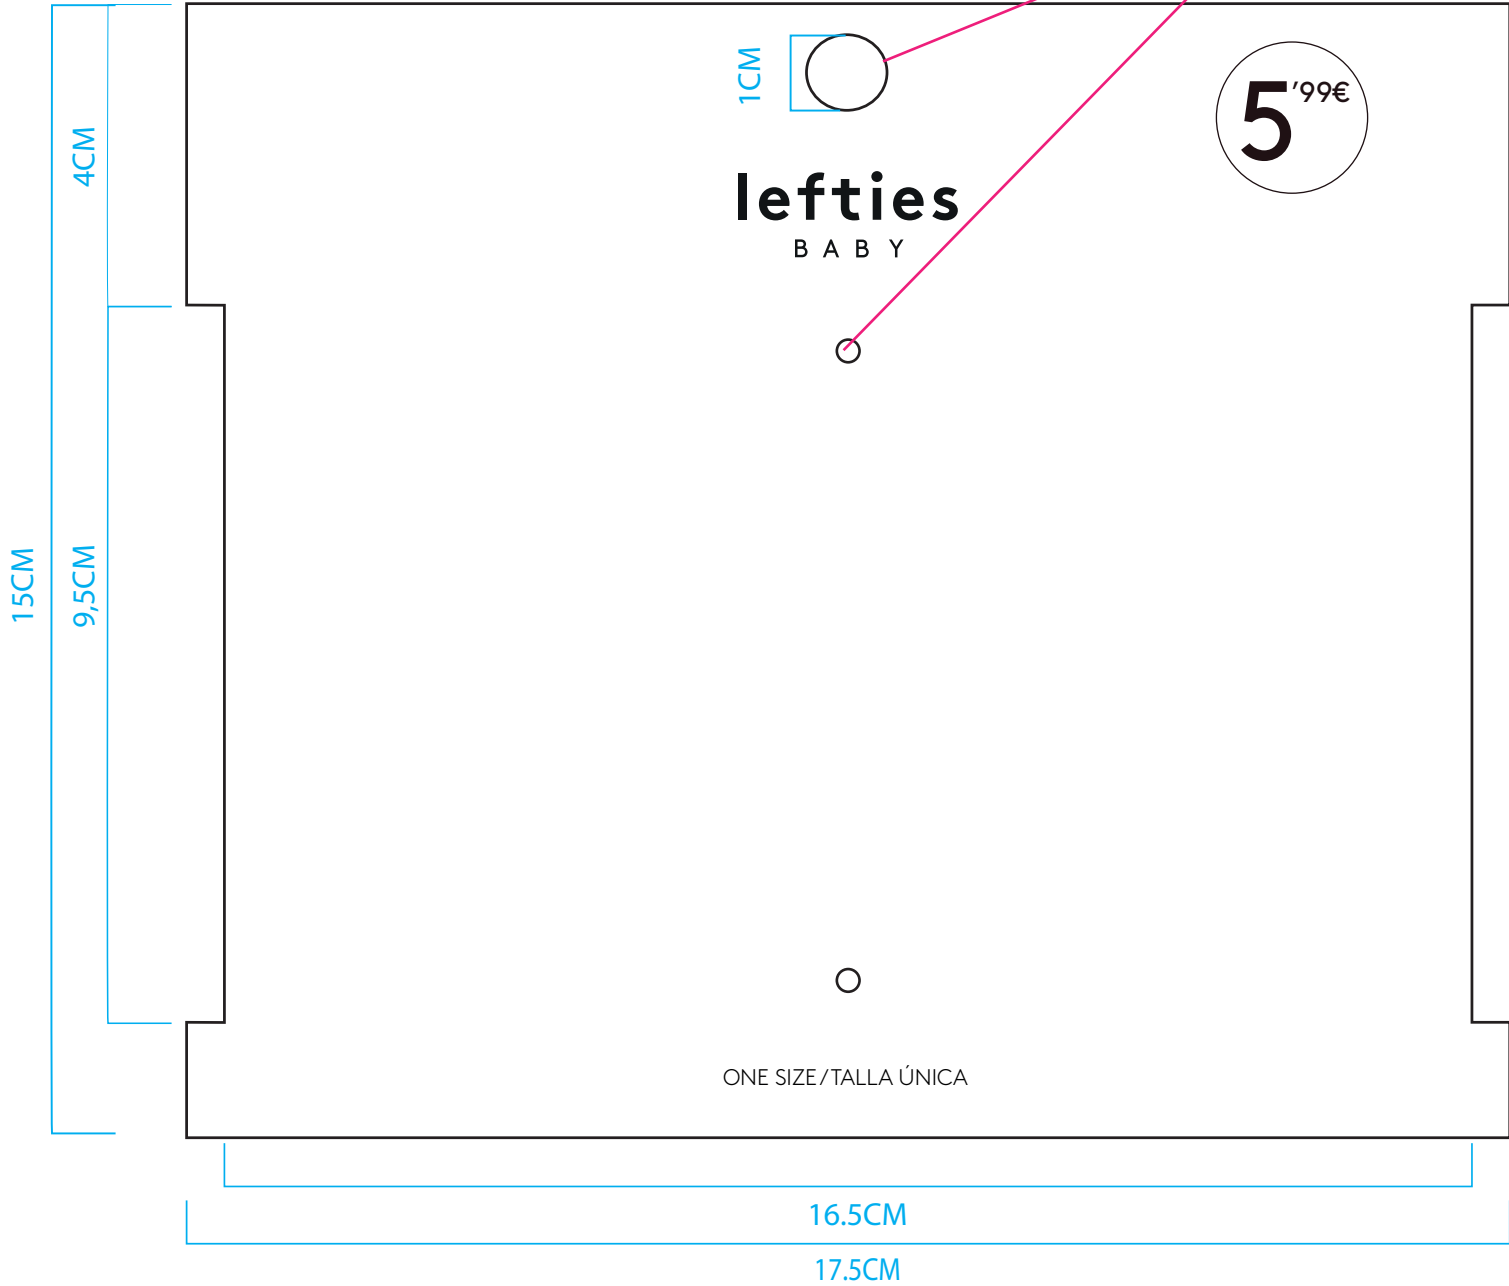 1CM
5'99€
4CM
lefties
BABY
15CM
9,5CM
ONE SIZE/TALLA ÚNICA
16.5CM
17.5CM